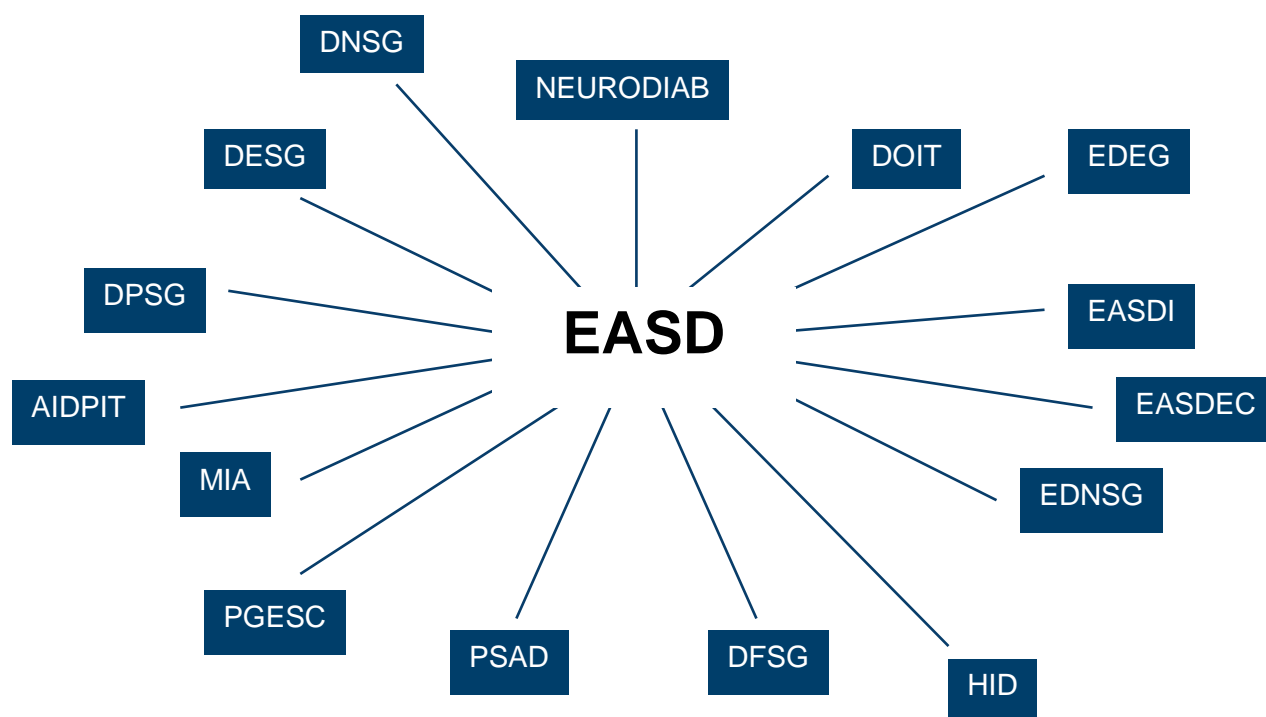 DNSG
NEURODIAB
DESG
DOIT
EDEG
DPSG
EASDI
EASD
AIDPIT
EASDEC
MIA
EDNSG
PGESC
PSAD
DFSG
HID